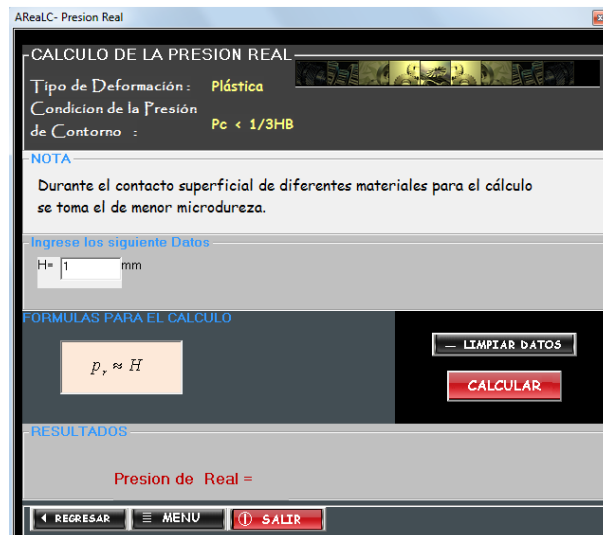 AReaLC- Presion Real
CALCULO DE LA PRESION REAL
Tipo de Deformación : Plástica
Condicion de la Presión
de Contorno : Pc < 1/3HB
NOTA
Durante el contacto superficial de diferentes materiales para el cálculo
se toma el de menor microdureza.
Ingrese los siguiente Datos
H= 1 mm
FORMULAS PARA EL CALCULO
p_r ≈ H
LIMPIAR DATOS
CALCULAR
RESULTADOS
Presion de Real =
REGRESAR MENU SALIR